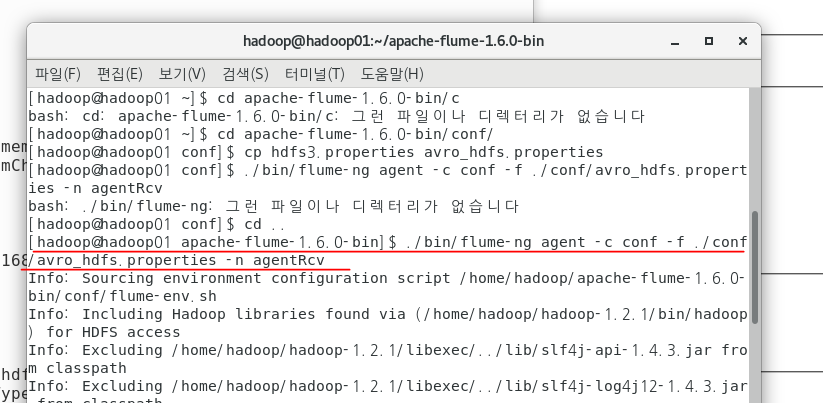 hadoop@hadoop01:~/apache-flume-1.6.0-bin
파일(F) 편집(E) 보기(V) 검색(S) 터미널(T) 도움말(H)
[hadoop@hadoop01 ~]$ cd apache-flume-1.6.0-bin/c
bash: cd: apache-flume-1.6.0-bin/c: 그런 파일이나 디렉터리가 없습니다
[hadoop@hadoop01 ~]$ cd apache-flume-1.6.0-bin/conf/
[hadoop@hadoop01 conf]$ cp hdfs3.properties avro_hdfs.properties
[hadoop@hadoop01 conf]$ ./bin/flume-ng agent -c conf -f ./conf/avro_hdfs.propert
ies -n agentRcv
bash: ./bin/flume-ng: 그런 파일이나 디렉터리가 없습니다
[hadoop@hadoop01 conf]$ cd ..
[hadoop@hadoop01 apache-flume-1.6.0-bin]$ ./bin/flume-ng agent -c conf -f ./conf
/avro_hdfs.properties -n agentRcv
Info: Sourcing environment configuration script /home/hadoop/apache-flume-1.6.0-
bin/conf/flume-env.sh
Info: Including Hadoop libraries found via (/home/hadoop/hadoop-1.2.1/bin/hadoop
) for HDFS access
Info: Excluding /home/hadoop/hadoop-1.2.1/libexec/../lib/slf4j-api-1.4.3.jar fro
m classpath
Info: Excluding /home/hadoop/hadoop-1.2.1/libexec/../lib/slf4j-log4j12-1.4.3.jar
from classpath
mem
mCh
168
hdf
ype